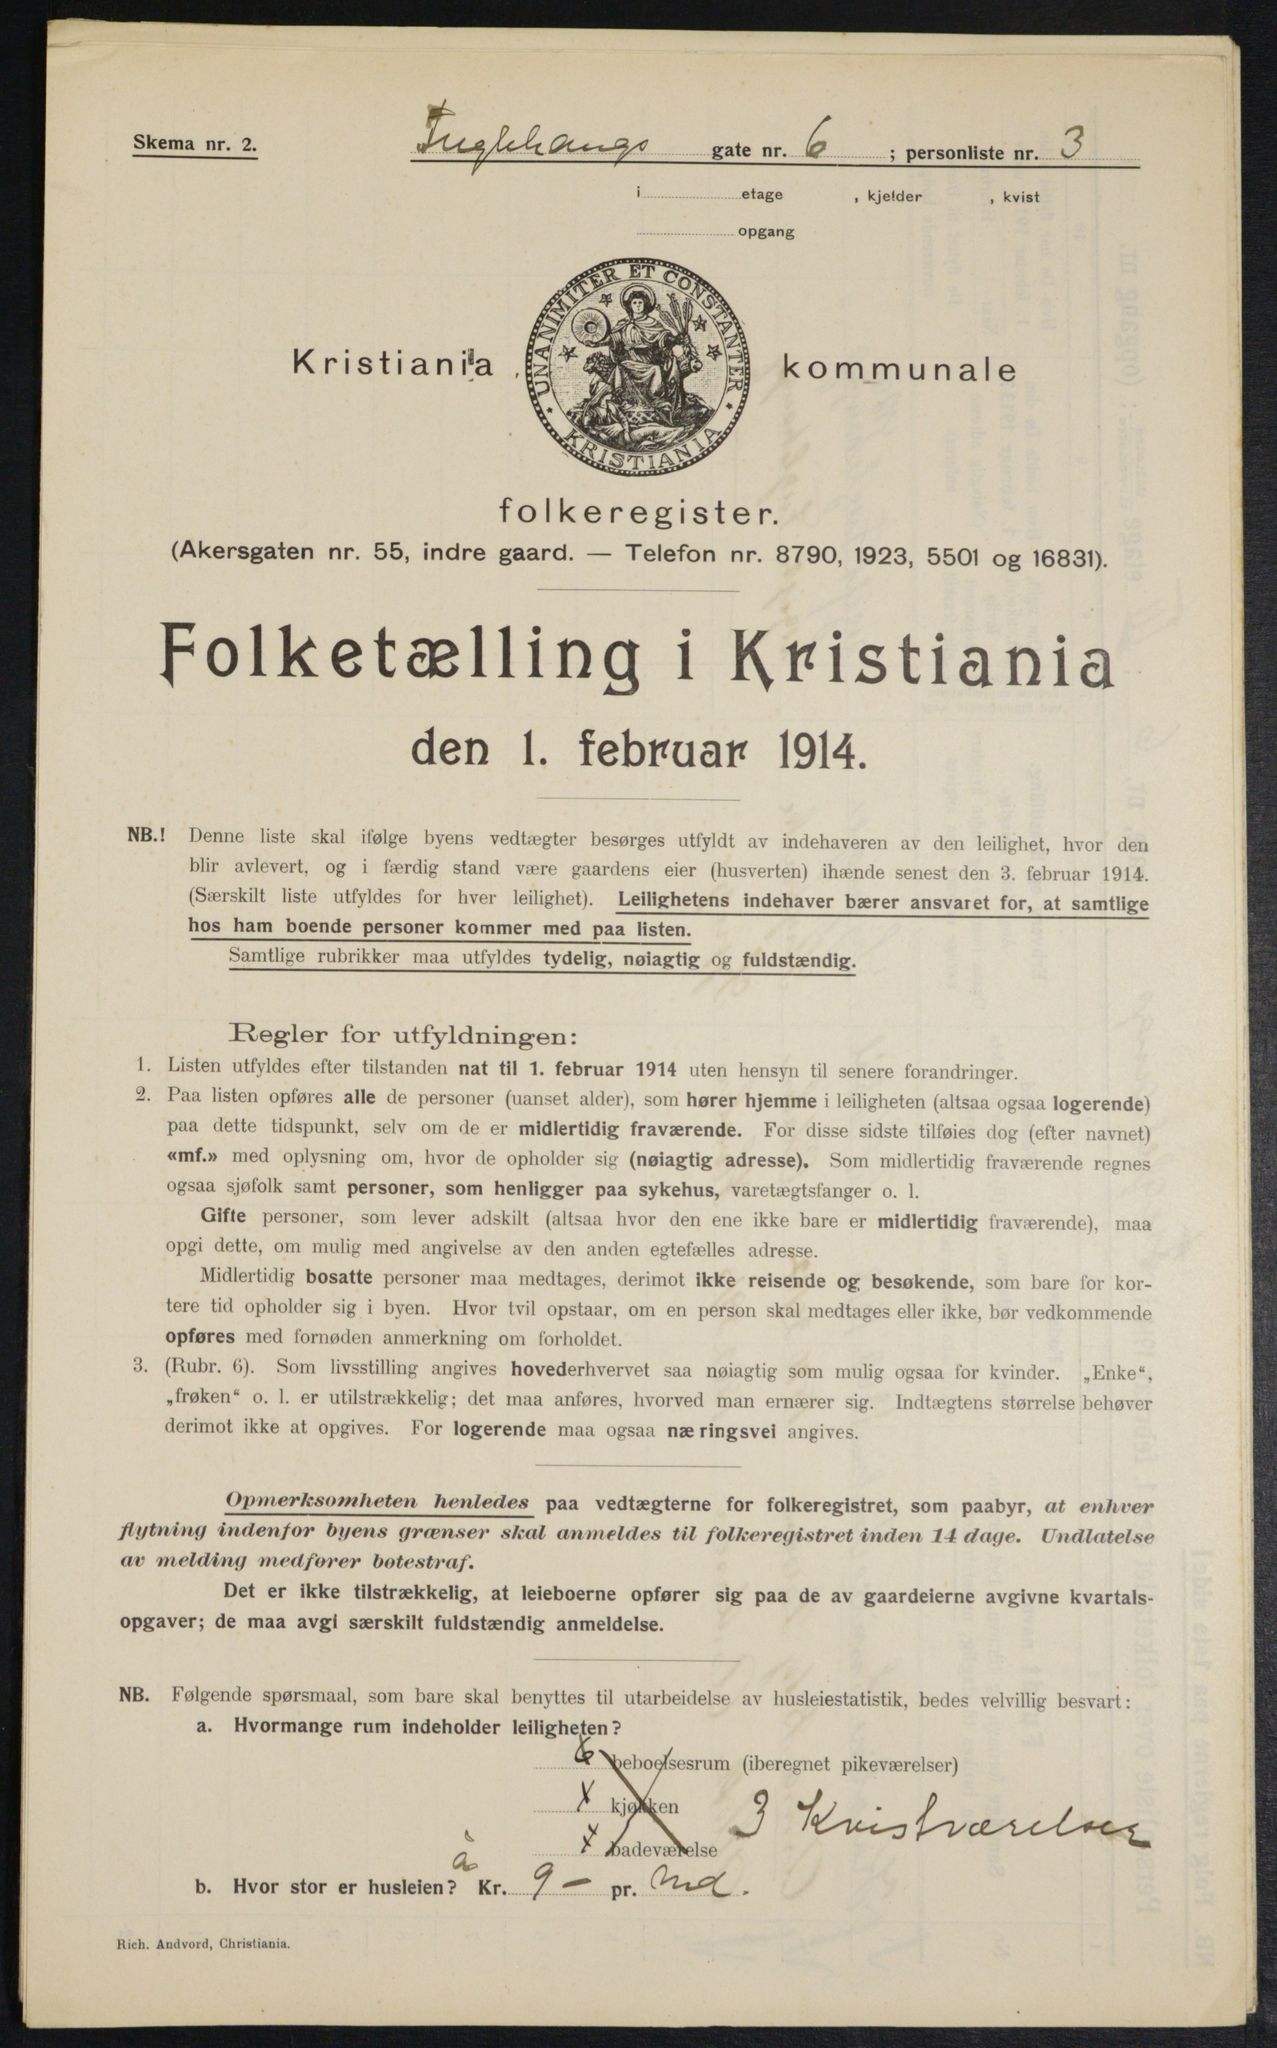 Skema nr. 2.
Fuglehaugs gate nr. 6 ; personliste nr. 3
i etage , kjelder , kvist
opgang
UNANIMITER ET CONSTANTER
KRISTIANIA
Kristiania kommunale
folkeregister.
(Akersgaten nr. 55, indre gaard. — Telefon nr. 8790, 1923, 5501 og 16831).
Folketælling i Kristiania
den 1. februar 1914.
NB.! Denne liste skal ifølge byens vedtægter besørges utfyldt av indehaveren av den leilighet, hvor den
blir avlevert, og i færdig stand være gaardens eier (husverten) ihænde senest den 3. februar 1914.
(Særskilt liste utfyldes for hver leilighet). Leilighetens indehaver bærer ansvaret for, at samtlige
hos ham boende personer kommer med paa listen.
Samtlige rubrikker maa utfyldes tydelig, nøiagtig og fuldstændig.
Regler for utfyldningen:
1. Listen utfyldes efter tilstanden nat til 1. februar 1914 uten hensyn til senere forandringer.
2. Paa listen opføres alle de personer (uanset alder), som hører hjemme i leiligheten (altsaa ogsaa logerende)
paa dette tidspunkt, selv om de er midlertidig fraværende. For disse sidste tilføies dog (efter navnet)
«mf.» med oplysning om, hvor de opholder sig (nøiagtig adresse). Som midlertidig fraværende regnes
ogsaa sjøfolk samt personer, som henligger paa sykehus, varetægtsfanger o. l.
Gifte personer, som lever adskilt (altsaa hvor den ene ikke bare er midlertidig fraværende), maa
opgi dette, om mulig med angivelse av den anden egtefælles adresse.
Midlertidig bosatte personer maa medtages, derimot ikke reisende og besøkende, som bare for kor-
tere tid opholder sig i byen. Hvor tvil opstaar, om en person skal medtages eller ikke, bør vedkommende
opføres med fornøden anmerkning om forholdet.
3. (Rubr. 6). Som livsstilling angives hovederhvervet saa nøiagtig som mulig ogsaa for kvinder. „Enke“,
„frøken“ o. l. er utilstrækkelig; det maa anføres, hvorved man ernærer sig. Indtægtens størrelse behøver
derimot ikke at opgives. For logerende maa ogsaa næringsvei angives.
Opmerksomheten henledes paa vedtægterne for folkeregistret, som paabyr, at enhver
flytning indenfor byens grænser skal anmeldes til folkeregistret inden 14 dage. Undlatelse
av melding medfører bøtestraf.
Det er ikke tilstrækkelig, at leieboerne opfører sig paa de av gaardeierne avgivne kvartals-
opgaver; de maa avgi særskilt fuldstændig anmeldelse.
NB. Følgende spørsmaal, som bare skal benyttes til utarbeidelse av husleiestatistik, bedes velvillig besvart:
a. Hvormange rum indeholder leiligheten?
6 beboelsesrum (iberegnet pikeværelser)
x kjøkken
x badeværelse
3 Kvistværelser
b. Hvor stor er husleien? à Kr. 9 – pr. Md.
Rich. Andvord, Christiania.